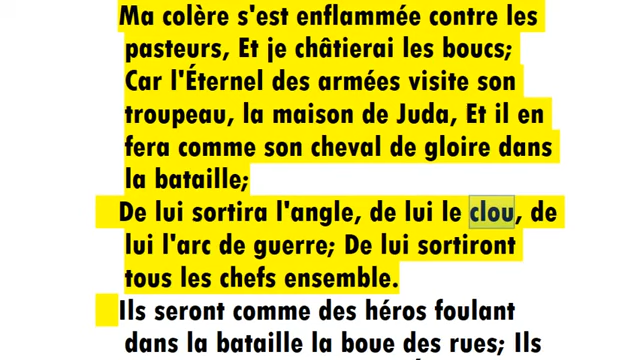 Ma colère s'est enflammée contre les
pasteurs, Et je châtierai les boucs;
Car l'Éternel des armées visite son
troupeau, la maison de Juda, Et il en
fera comme son cheval de gloire dans
la bataille;
De lui sortira l'angle, de lui le clou, de
lui l'arc de guerre; De lui sortiront
tous les chefs ensemble.
Ils seront comme des héros foulant
dans la bataille la boue des rues; Ils